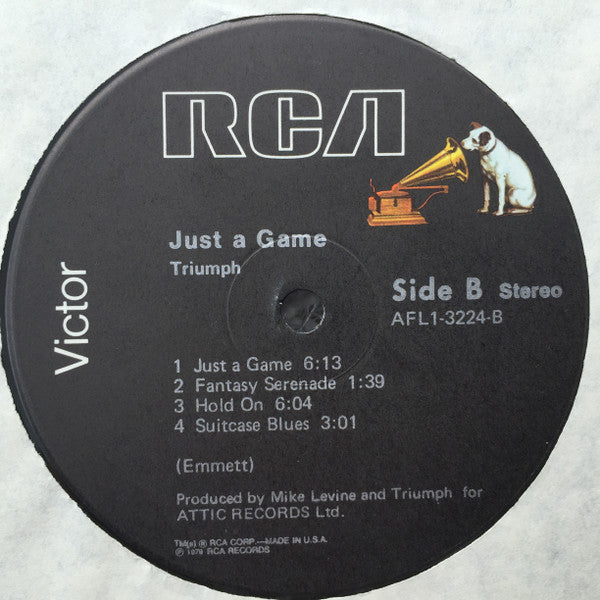 RCA
Victor
Just a Game
Triumph
Side B Stereo
AFL1-3224-B
1 Just a Game 6:13
2 Fantasy Serenade 1:39
3 Hold On 6:04
4 Suitcase Blues 3:01
(Emmett)
Produced by Mike Levine and Triumph for
ATTIC RECORDS Ltd.
TM(s) ® RCA CORP.—MADE IN U.S.A.
℗ 1979 RCA RECORDS